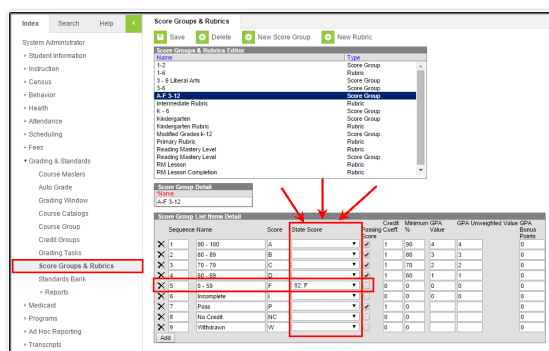 Index Search Help
Score Groups & Rubrics
Save Delete New Score Group New Rubric
System Administrator
Student Information
Instruction
Census
Behavior
Health
Attendance
Scheduling
Fees
Grading & Standards
Course Masters
Auto Grade
Grading Window
Course Catalogs
Course Group
Credit Groups
Grading Tasks
Score Groups & Rubrics
Standards Bank
Reports
Medicaid
Programs
Ad Hoc Reporting
Transcripts
Score Groups & Rubrics Editor
Name Type
1-2 Score Group
1-6 Rubric
3 - 6 Liberal Arts Score Group
3-6 Score Group
A-F 3-12 Score Group
Intermediate Rubric Rubric
K - 6 Score Group
Kindergarten Score Group
Kindergarten Rubric Rubric
Modified Grades k-12 Score Group
Primary Rubric Rubric
Reading Mastery Level Rubric
Reading Mastery Level Score Group
RM Lesson Rubric
RM Lesson Completion Rubric
Score Group Detail
*Name
A-F 3-12
Score Group List Items Detail
Sequence Name Score State Score Passing Score Credit Coeff. Minimum % GPA Value GPA Unweighted Value GPA Bonus Points
X 1 90 - 100 A 1 90 4 4 0
X 2 80 - 89 B 1 80 3 3 0
X 3 70 - 79 C 1 70 2 2 0
X 4 60 - 69 D 1 60 1 1 0
X 5 0 - 59 F 02: F 0 0 0 0 0
X 6 Incomplete I 0 0 0 0 0
X 7 Pass P 1 0 0
X 8 No Credit NC 0 0 0
X 9 Withdrawn W 0 0 0
Add